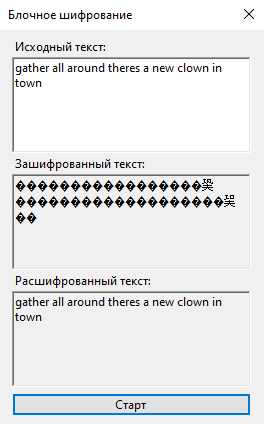 Блочное шифрование
Исходный текст:
gather all around theres a new clown in
town
Зашифрованный текст:
Расшифрованный текст:
gather all around theres a new clown in
town
Старт